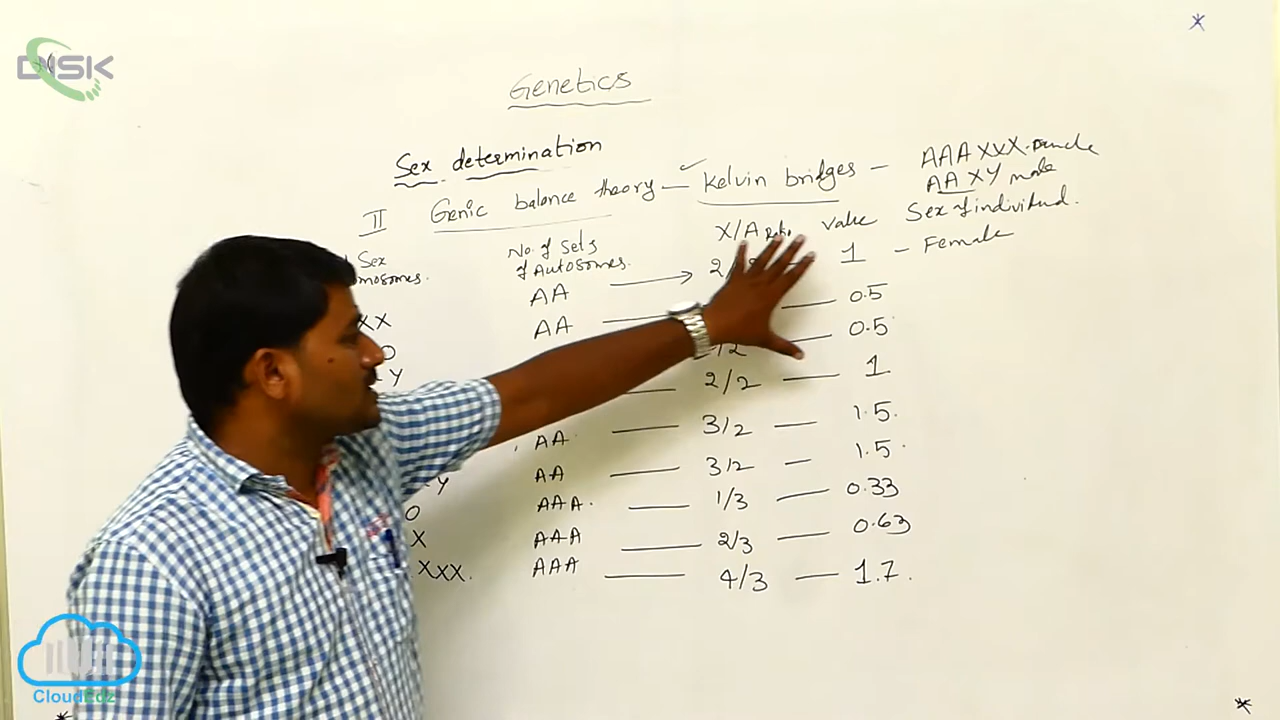 DISK
Genetics
Sex determination
II Genic balance theory — Kelvin bridges — AAA XXX
AA XY male
Sex
No. of Sets of Autosomes.
X/A value Sex of individual.
AA 1 - Female
XX AA 0.5
O 0.5
Y 2/2 1
AA 3/2 1.5.
Y AA 3/2 1.5.
O AAA. 1/3 0.33
X AAA 2/3 0.63
XXX. AAA 4/3 1.7.
CloudEdz